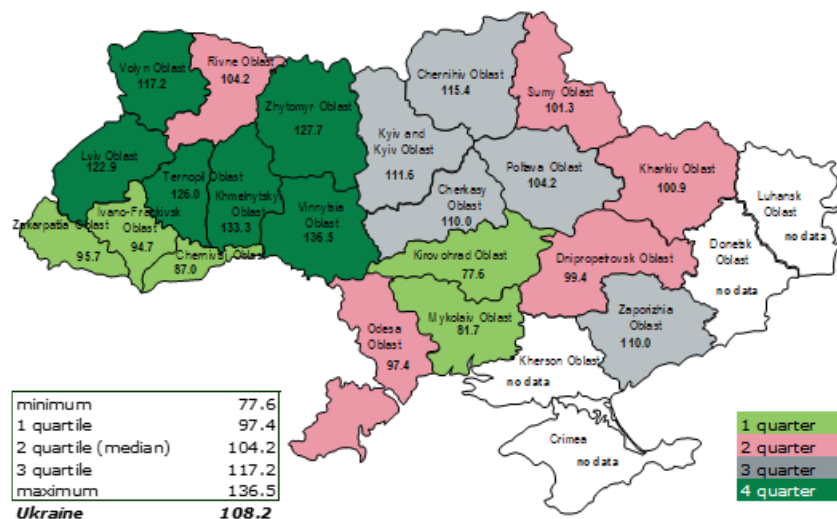 Volyn Oblast
117.2
Rivne Oblast
104.2
Zhytomyr Oblast
127.7
Chernihiv Oblast
115.4
Sumy Oblast
101.3
Kyiv and
Kyiv Oblast
111.6
Lviv Oblast
122.9
Ternopil Oblast
126.0
Khmelnytskyi
Oblast
133.3
Vinnytsia
Oblast
136.5
Cherkasy
Oblast
110.0
Poltava Oblast
104.2
Kharkiv Oblast
100.9
Luhansk
Oblast
no data
Donetsk
Oblast
no data
Zakarpattia Oblast
95.7
Ivano-Frankivsk
Oblast
94.7
Chernivtsi Oblast
87.0
Kirovohrad Oblast
77.6
Dnipropetrovsk Oblast
99.4
Zaporizhia
Oblast
110.0
Mykolaiv Oblast
81.7
Odesa
Oblast
97.4
Kherson Oblast
no data
Crimea
no data
minimum 77.6
1 quartile 97.4
2 quartile (median) 104.2
3 quartile 117.2
maximum 136.5
Ukraine 108.2
1 quarter
2 quarter
3 quarter
4 quarter